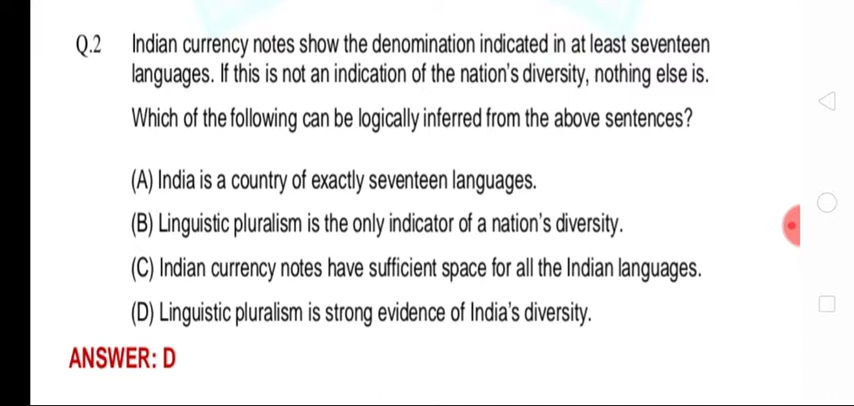 Q.2 Indian currency notes show the denomination indicated in at least seventeen
languages. If this is not an indication of the nation's diversity, nothing else is.
Which of the following can be logically inferred from the above sentences?
(A) India is a country of exactly seventeen languages.
(B) Linguistic pluralism is the only indicator of a nation's diversity.
(C) Indian currency notes have sufficient space for all the Indian languages.
(D) Linguistic pluralism is strong evidence of India's diversity.
ANSWER: D